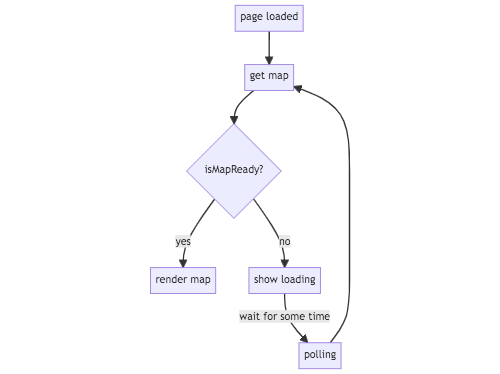 page loaded
get map
isMapReady?
yes
no
render map
show loading
wait for some time
polling